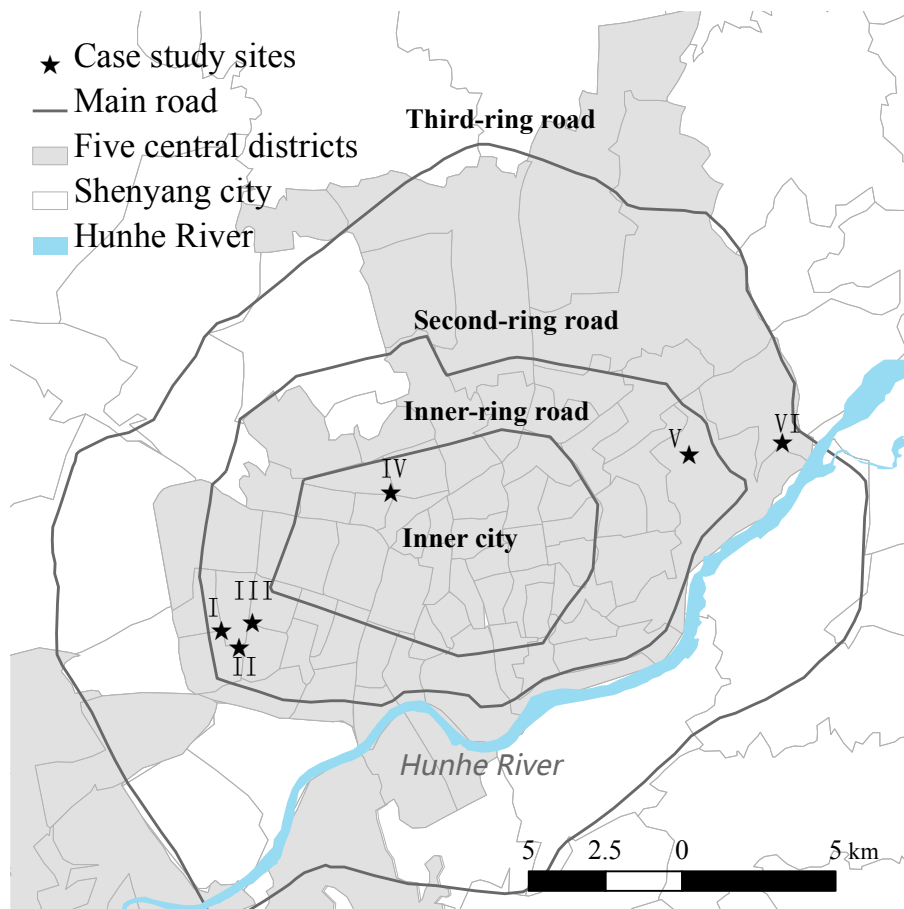 Case study sites
Main road
Five central districts
Shenyang city
Hunhe River
Third-ring road
Second-ring road
Inner-ring road
IV
V
VI
Inner city
III
I
II
Hunhe River
5 2.5 0 5 km